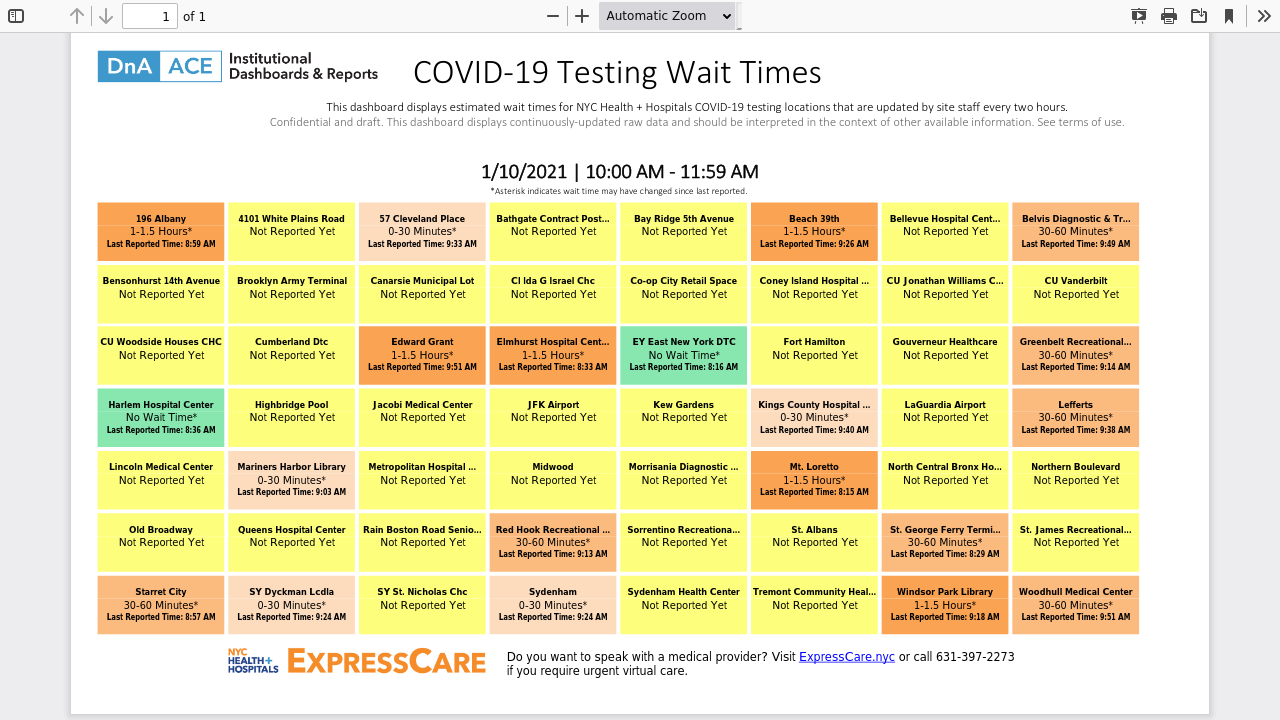 1 of 1 Automatic Zoom
DnA ACE Institutional
Dashboards & Reports
COVID-19 Testing Wait Times
This dashboard displays estimated wait times for NYC Health + Hospitals COVID-19 testing locations that are updated by site staff every two hours.
Confidential and draft. This dashboard displays continuously-updated raw data and should be interpreted in the context of other available information. See terms of use.
1/10/2021 | 10:00 AM - 11:59 AM
*Asterisk indicates wait time may have changed since last reported.
196 Albany
1-1.5 Hours*
Last Reported Time: 8:59 AM
4101 White Plains Road
Not Reported Yet
57 Cleveland Place
0-30 Minutes*
Last Reported Time: 9:33 AM
Bathgate Contract Post...
Not Reported Yet
Bay Ridge 5th Avenue
Not Reported Yet
Beach 39th
1-1.5 Hours*
Last Reported Time: 9:26 AM
Bellevue Hospital Cent...
Not Reported Yet
Belvis Diagnostic & Tr...
30-60 Minutes*
Last Reported Time: 9:49 AM
Bensonhurst 14th Avenue
Not Reported Yet
Brooklyn Army Terminal
Not Reported Yet
Canarsie Municipal Lot
Not Reported Yet
CI Ida G Israel Chc
Not Reported Yet
Co-op City Retail Space
Not Reported Yet
Coney Island Hospital ...
Not Reported Yet
CU Jonathan Williams C...
Not Reported Yet
CU Vanderbilt
Not Reported Yet
CU Woodside Houses CHC
Not Reported Yet
Cumberland Dtc
Not Reported Yet
Edward Grant
1-1.5 Hours*
Last Reported Time: 9:51 AM
Elmhurst Hospital Cent...
1-1.5 Hours*
Last Reported Time: 8:33 AM
EY East New York DTC
No Wait Time*
Last Reported Time: 8:16 AM
Fort Hamilton
Not Reported Yet
Gouverneur Healthcare
Not Reported Yet
Greenbelt Recreational...
30-60 Minutes*
Last Reported Time: 9:14 AM
Harlem Hospital Center
No Wait Time*
Last Reported Time: 8:36 AM
Highbridge Pool
Not Reported Yet
Jacobi Medical Center
Not Reported Yet
JFK Airport
Not Reported Yet
Kew Gardens
Not Reported Yet
Kings County Hospital ...
0-30 Minutes*
Last Reported Time: 9:40 AM
LaGuardia Airport
Not Reported Yet
Lefferts
30-60 Minutes*
Last Reported Time: 9:38 AM
Lincoln Medical Center
Not Reported Yet
Mariners Harbor Library
0-30 Minutes*
Last Reported Time: 9:03 AM
Metropolitan Hospital ...
Not Reported Yet
Midwood
Not Reported Yet
Morrisania Diagnostic ...
Not Reported Yet
Mt. Loretto
1-1.5 Hours*
Last Reported Time: 8:15 AM
North Central Bronx Ho...
Not Reported Yet
Northern Boulevard
Not Reported Yet
Old Broadway
Not Reported Yet
Queens Hospital Center
Not Reported Yet
Rain Boston Road Senio...
Not Reported Yet
Red Hook Recreational ...
30-60 Minutes*
Last Reported Time: 9:13 AM
Sorrentino Recreationa...
Not Reported Yet
St. Albans
Not Reported Yet
St. George Ferry Termi...
30-60 Minutes*
Last Reported Time: 8:29 AM
St. James Recreational...
Not Reported Yet
Starret City
30-60 Minutes*
Last Reported Time: 8:57 AM
SY Dyckman Lcdla
0-30 Minutes*
Last Reported Time: 9:24 AM
SY St. Nicholas Chc
Not Reported Yet
Sydenham
0-30 Minutes*
Last Reported Time: 9:24 AM
Sydenham Health Center
Not Reported Yet
Tremont Community Heal...
Not Reported Yet
Windsor Park Library
1-1.5 Hours*
Last Reported Time: 9:18 AM
Woodhull Medical Center
30-60 Minutes*
Last Reported Time: 9:51 AM
NYC
HEALTH+
HOSPITALS
EXPRESSCARE
Do you want to speak with a medical provider? Visit ExpressCare.nyc or call 631-397-2273
if you require urgent virtual care.